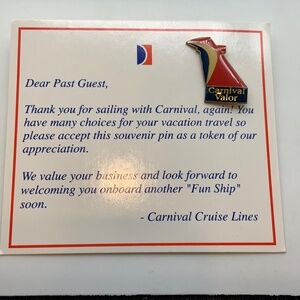 Carnival
Valor
Dear Past Guest,
Thank you for sailing with Carnival, again! You
have many choices for your vacation travel so
please accept this souvenir pin as a token of our
appreciation.
We value your business and look forward to
welcoming you onboard another "Fun Ship"
soon.
- Carnival Cruise Lines